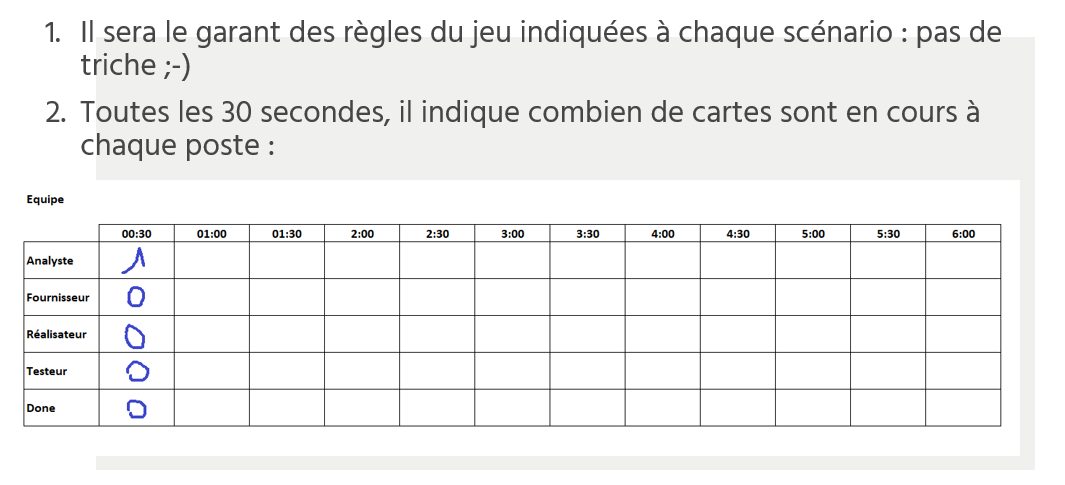 1. Il sera le garant des règles du jeu indiquées à chaque scénario : pas de
triche ;-)
2. Toutes les 30 secondes, il indique combien de cartes sont en cours à
chaque poste :
Equipe
00:30 01:00 01:30 2:00 2:30 3:00 3:30 4:00 4:30 5:00 5:30 6:00
Analyste 1
Fournisseur 0
Réalisateur 0
Testeur 0
Done 0